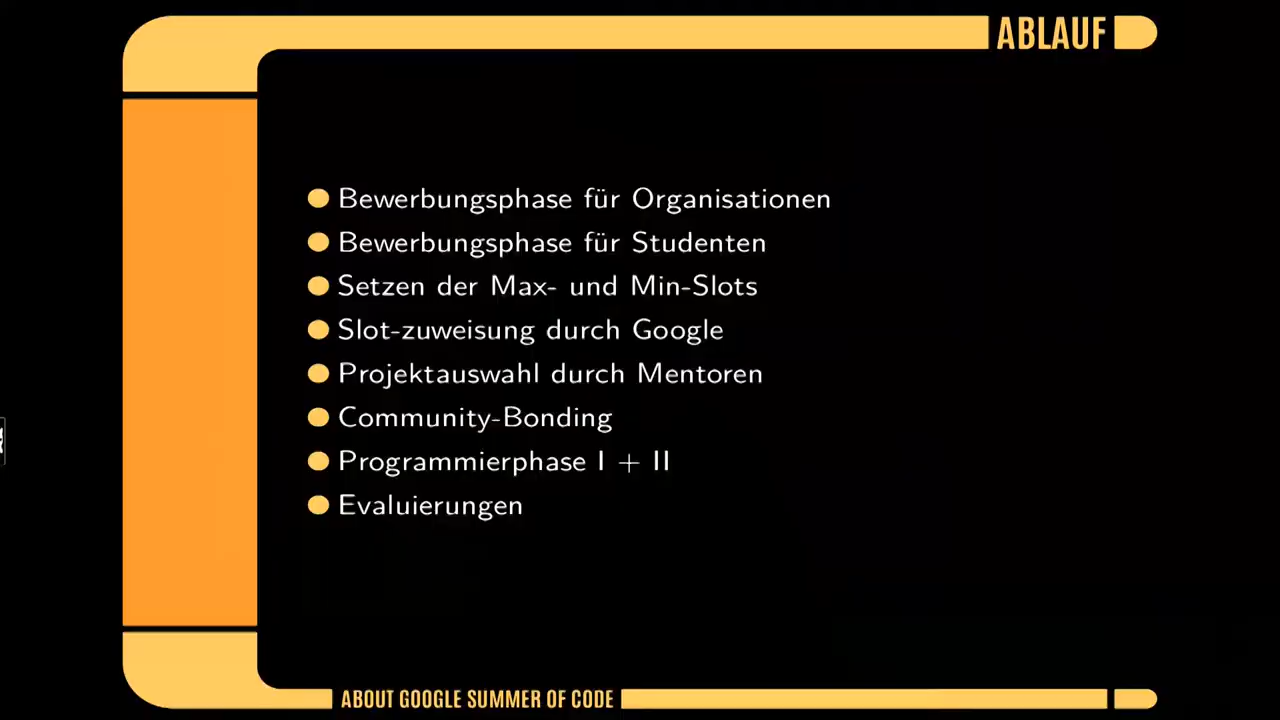 ABLAUF
Bewerbungsphase für Organisationen
Bewerbungsphase für Studenten
Setzen der Max- und Min-Slots
Slot-zuweisung durch Google
Projektauswahl durch Mentoren
Community-Bonding
Programmierphase I + II
Evaluierungen
ABOUT GOOGLE SUMMER OF CODE